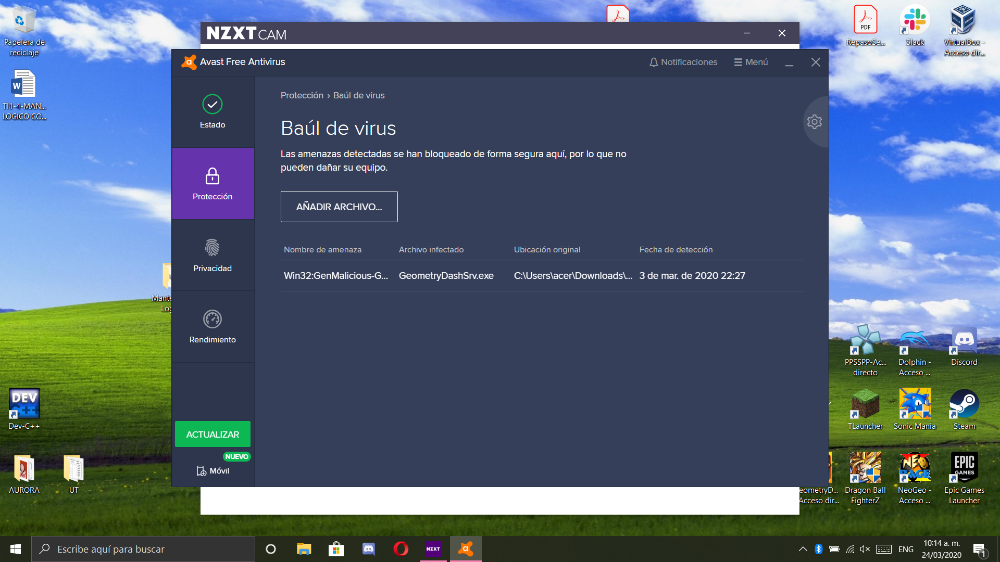 Papelera de
reciclaje
TI1-4-MAN...
LOGICO CO...
PDF
RepasoSe...
Slack
VirtualBox -
Acceso dir...
NZXT CAM
Avast Free Antivirus
Notificaciones
Menú
Estado
Protección
Privacidad
Rendimiento
ACTUALIZAR
NUEVO
Móvil
Protección › Baúl de virus
Baúl de virus
Las amenazas detectadas se han bloqueado de forma segura aquí, por lo que no
pueden dañar su equipo.
AÑADIR ARCHIVO...
Nombre de amenaza Archivo infectado Ubicación original Fecha de detección
Win32:GenMalicious-G... GeometryDashSrv.exe C:\Users\acer\Downloads\... 3 de mar. de 2020 22:27
Mante
Log
DEV
C++
Dev-C++
AURORA
UT
PPSSPP-Ac...
directo
Dolphin -
Acceso ...
Discord
TLauncher
Sonic Mania
Steam
eometryD...
Acceso dir...
Dragon Ball
FighterZ
NEO
RAGE
NeoGeo -
Acceso ...
EPIC
GAMES
Epic Games
Launcher
Escribe aquí para buscar
NZXT
ENG
10:14 a. m.
24/03/2020
1